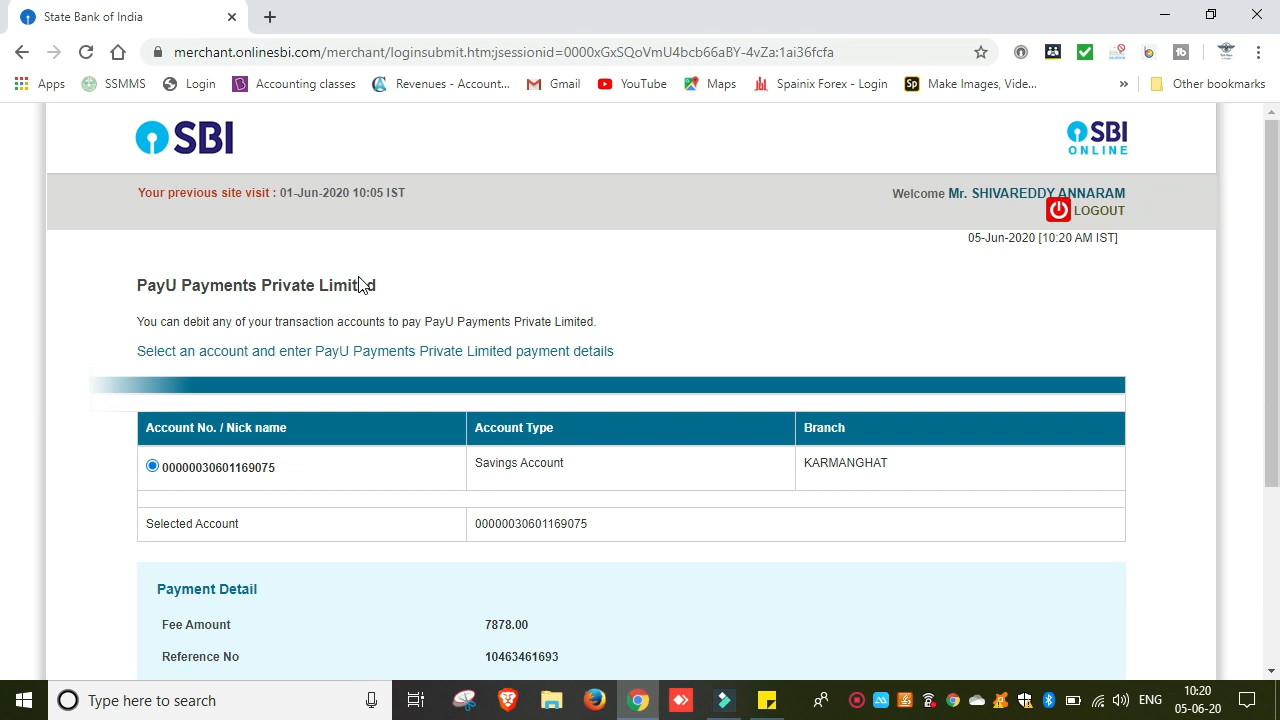 State Bank of India
merchant.onlinesbi.com/merchant/loginsubmit.htm;jsessionid=0000xGxSQoVmU4bcb66QRBY-4vZa:1ai36fcfa
Apps SSMMS Login Accounting classes Revenues - Account... Gmail YouTube Maps Spainix Forex - Login Sp Make Images, Vide... » Other bookmarks
SBI
SBI
ONLINE
Your previous site visit : 01-Jun-2020 10:05 IST
Welcome Mr. SHIVAREDDY ANNARAM
LOGOUT
05-Jun-2020 [10:20 AM IST]
PayU Payments Private Limited
You can debit any of your transaction accounts to pay PayU Payments Private Limited.
Select an account and enter PayU Payments Private Limited payment details
Account No. / Nick name Account Type Branch
00000030601169075 Savings Account KARMANGHAT
Selected Account 00000030601169075
Payment Detail
Fee Amount 7878.00
Reference No 10463461693
Type here to search
ENG
10:20
05-06-20